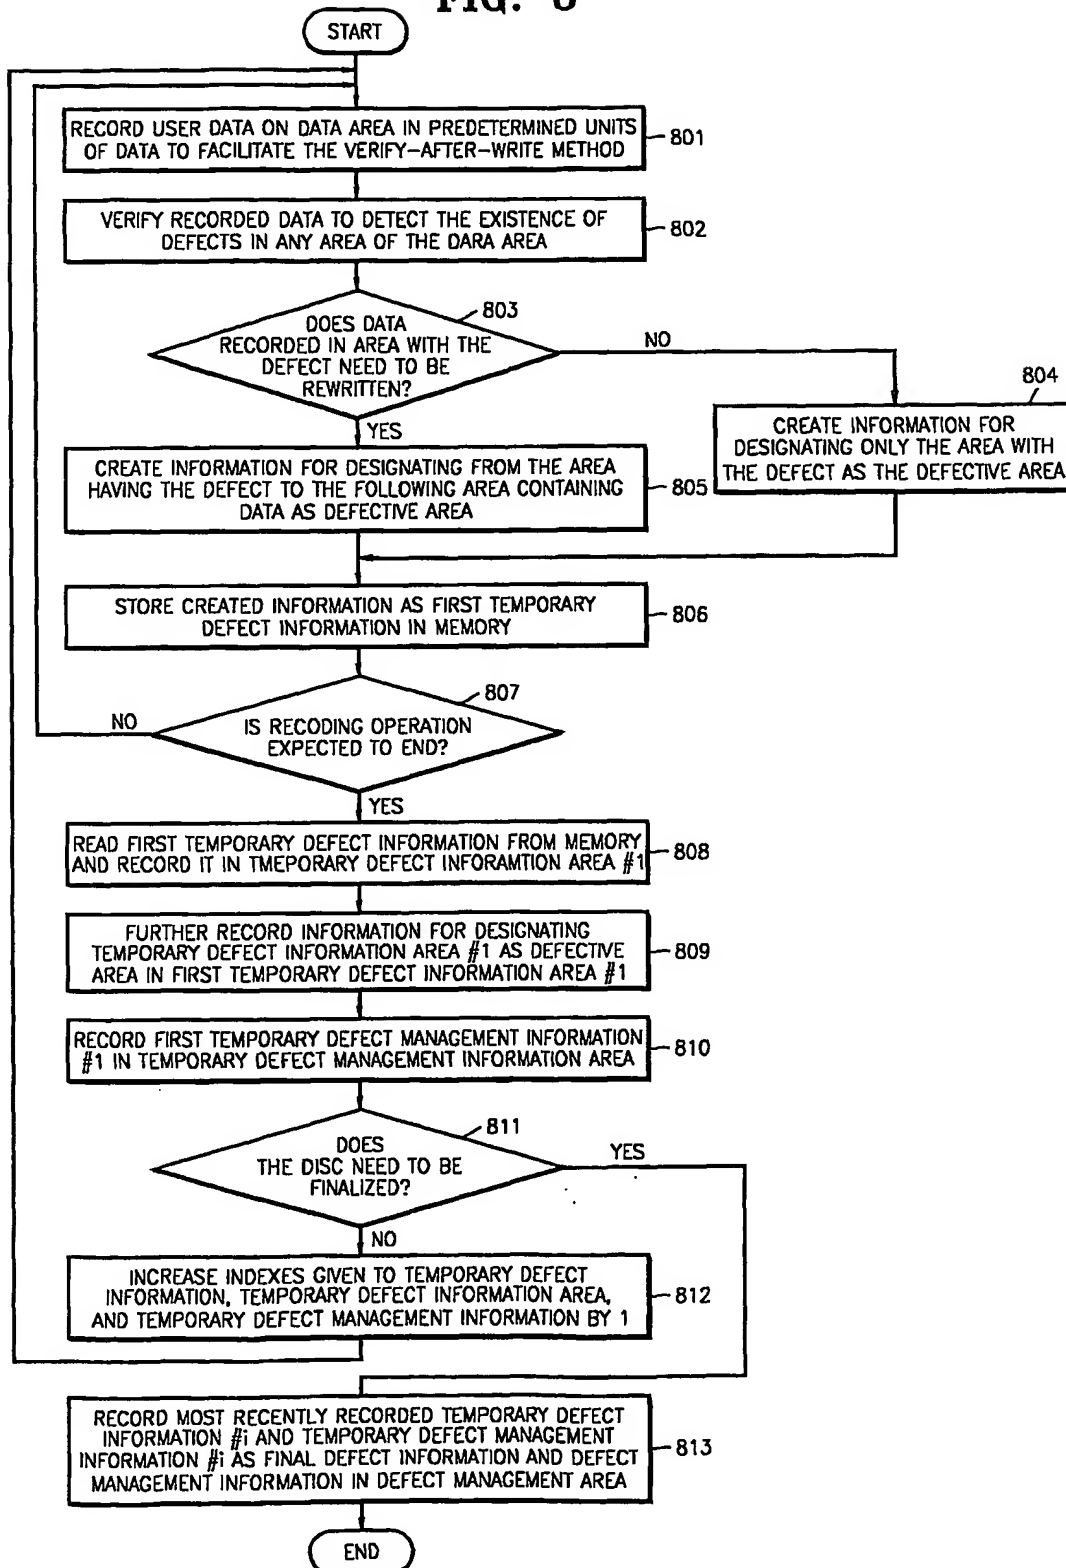 FIG. 8
START
RECORD USER DATA ON DATA AREA IN PREDETERMINED UNITS
OF DATA TO FACILITATE THE VERIFY-AFTER-WRITE METHOD
801
VERIFY RECORDED DATA TO DETECT THE EXISTENCE OF
DEFECTS IN ANY AREA OF THE DARA AREA
802
803
DOES DATA
RECORDED IN AREA WITH THE
DEFECT NEED TO BE
REWRITTEN?
NO
YES
804
CREATE INFORMATION FOR
DESIGNATING ONLY THE AREA WITH
THE DEFECT AS THE DEFECTIVE AREA
CREATE INFORMATION FOR DESIGNATING FROM THE AREA
HAVING THE DEFECT TO THE FOLLOWING AREA CONTAINING
DATA AS DEFECTIVE AREA
805
STORE CREATED INFORMATION AS FIRST TEMPORARY
DEFECT INFORMATION IN MEMORY
806
807
IS RECODING OPERATION
EXPECTED TO END?
NO
YES
READ FIRST TEMPORARY DEFECT INFORMATION FROM MEMORY
AND RECORD IT IN TMEPORARY DEFECT INFORAMTION AREA #1
808
FURTHER RECORD INFORMATION FOR DESIGNATING
TEMPORARY DEFECT INFORMATION AREA #1 AS DEFECTIVE
AREA IN FIRST TEMPORARY DEFECT INFORMATION AREA #1
809
RECORD FIRST TEMPORARY DEFECT MANAGEMENT INFORMATION
#1 IN TEMPORARY DEFECT MANAGEMENT INFORMATION AREA
810
811
DOES
THE DISC NEED TO BE
FINALIZED?
YES
NO
INCREASE INDEXES GIVEN TO TEMPORARY DEFECT
INFORMATION, TEMPORARY DEFECT INFORMATION AREA,
AND TEMPORARY DEFECT MANAGEMENT INFORMATION BY 1
812
RECORD MOST RECENTLY RECORDED TEMPORARY DEFECT
INFORMATION #i AND TEMPORARY DEFECT MANAGEMENT
INFORMATION #i AS FINAL DEFECT INFORMATION AND DEFECT
MANAGEMENT INFORMATION IN DEFECT MANAGEMENT AREA
813
END